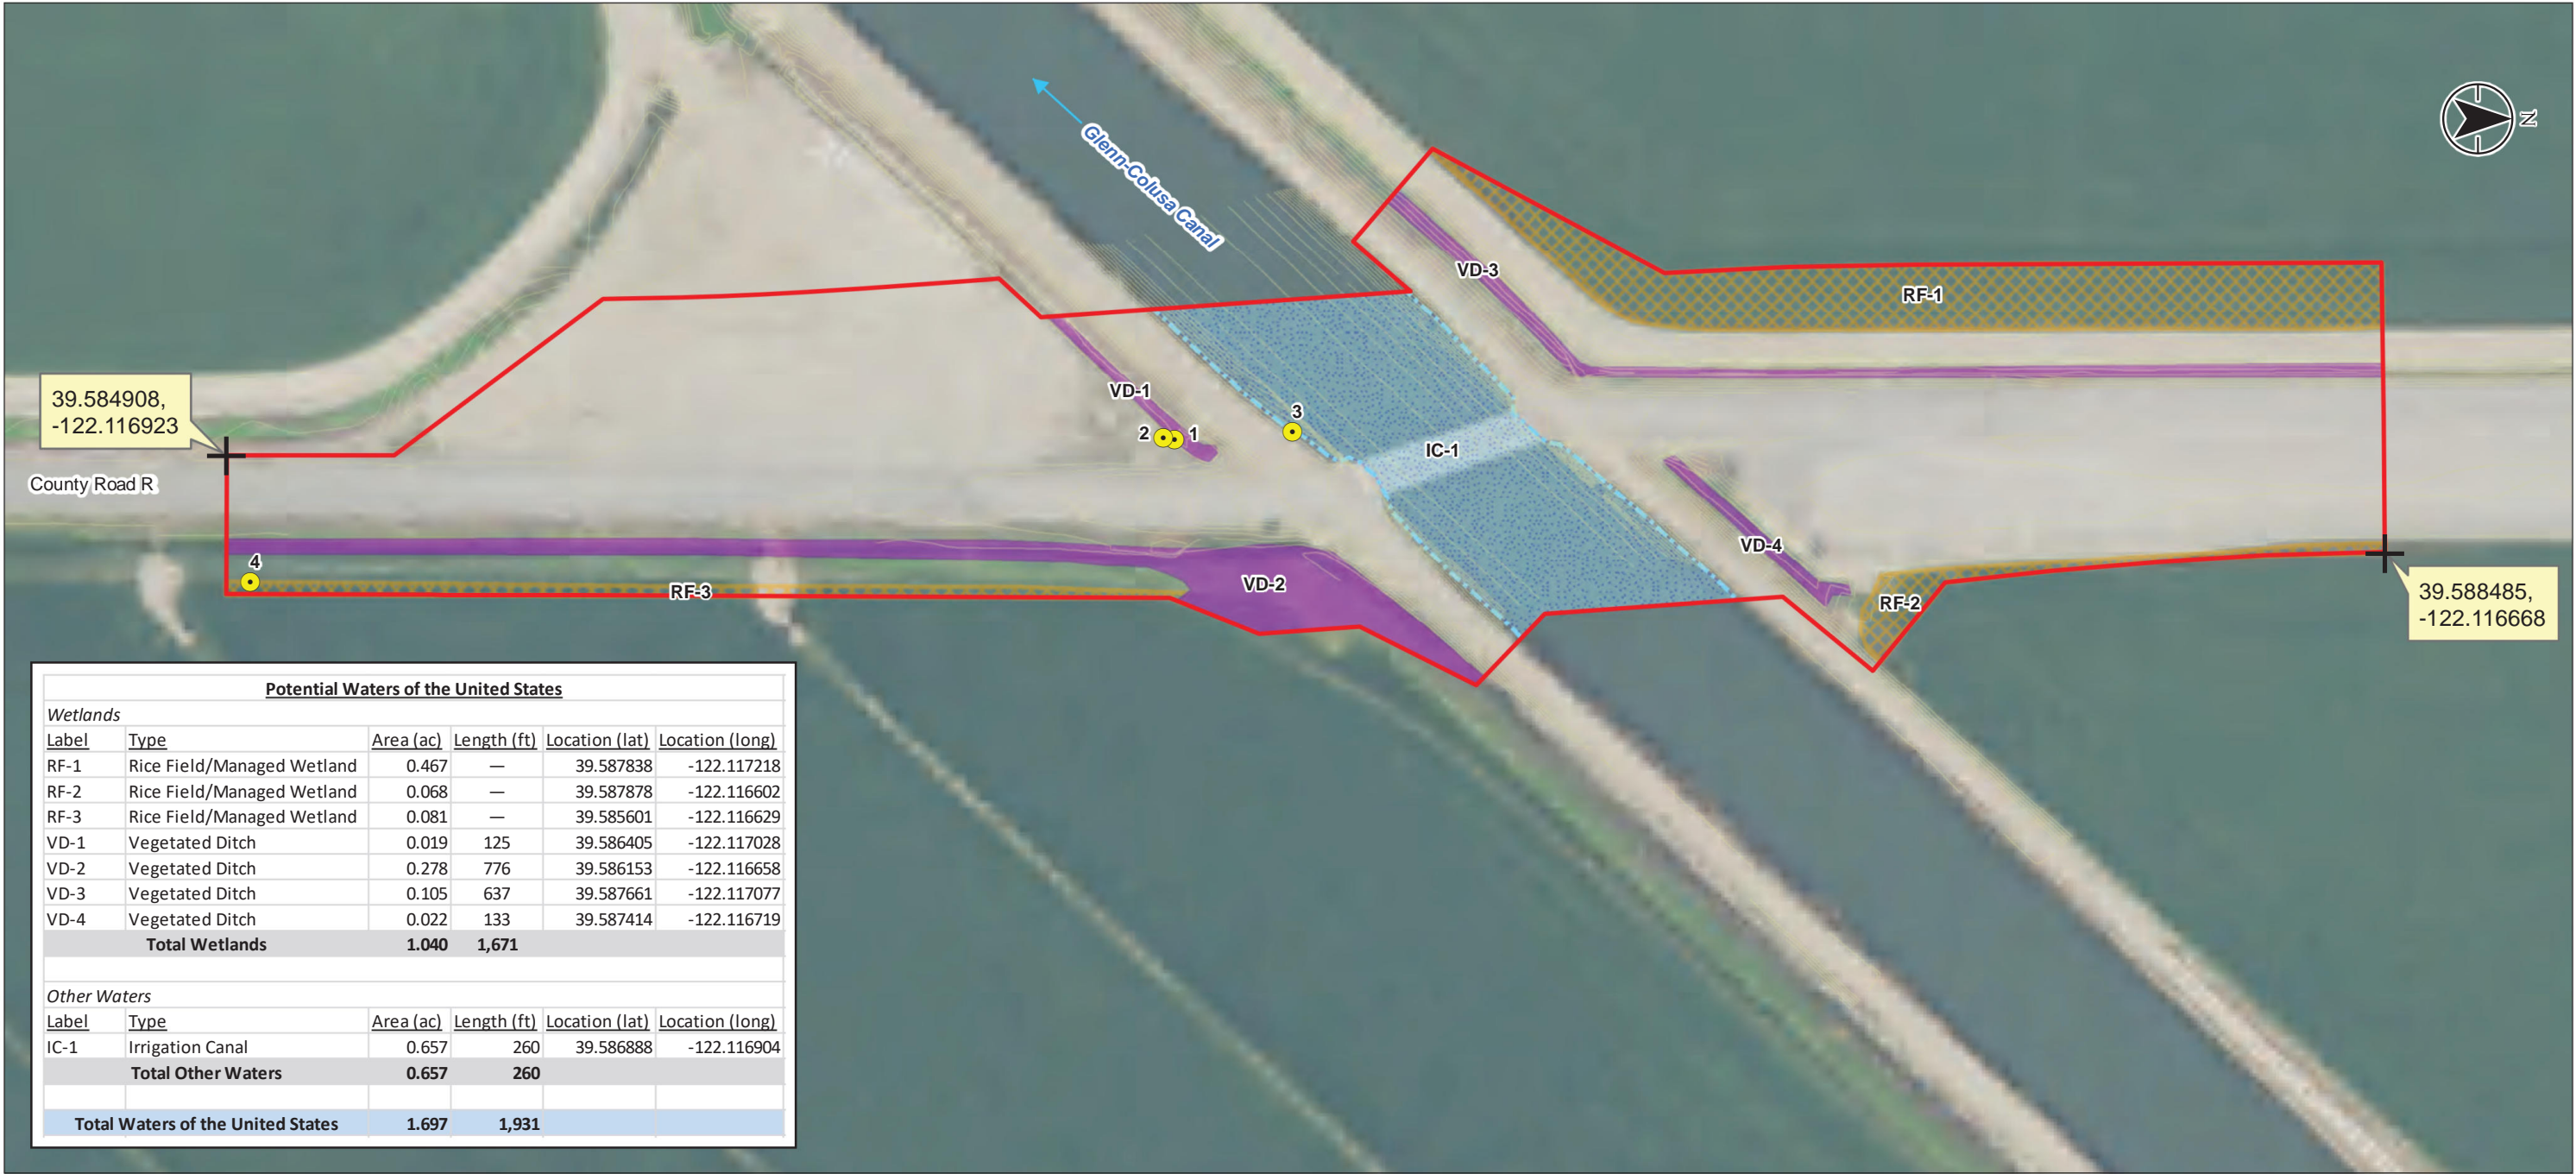 N
Glenn-Colusa Canal
VD-3
RF-1
39.584908,
-122.116923
VD-1
2
1
3
IC-1
County Road R
4
VD-4
RF-3
VD-2
RF-2
39.588485,
-122.116668
Potential Waters of the United States
Wetlands
Label Type Area (ac) Length (ft) Location (lat) Location (long)
RF-1 Rice Field/Managed Wetland 0.467 — 39.587838 -122.117218
RF-2 Rice Field/Managed Wetland 0.068 — 39.587878 -122.116602
RF-3 Rice Field/Managed Wetland 0.081 — 39.585601 -122.116629
VD-1 Vegetated Ditch 0.019 125 39.586405 -122.117028
VD-2 Vegetated Ditch 0.278 776 39.586153 -122.116658
VD-3 Vegetated Ditch 0.105 637 39.587661 -122.117077
VD-4 Vegetated Ditch 0.022 133 39.587414 -122.116719
Total Wetlands 1.040 1,671
Other Waters
Label Type Area (ac) Length (ft) Location (lat) Location (long)
IC-1 Irrigation Canal 0.657 260 39.586888 -122.116904
Total Other Waters 0.657 260
Total Waters of the United States 1.697 1,931